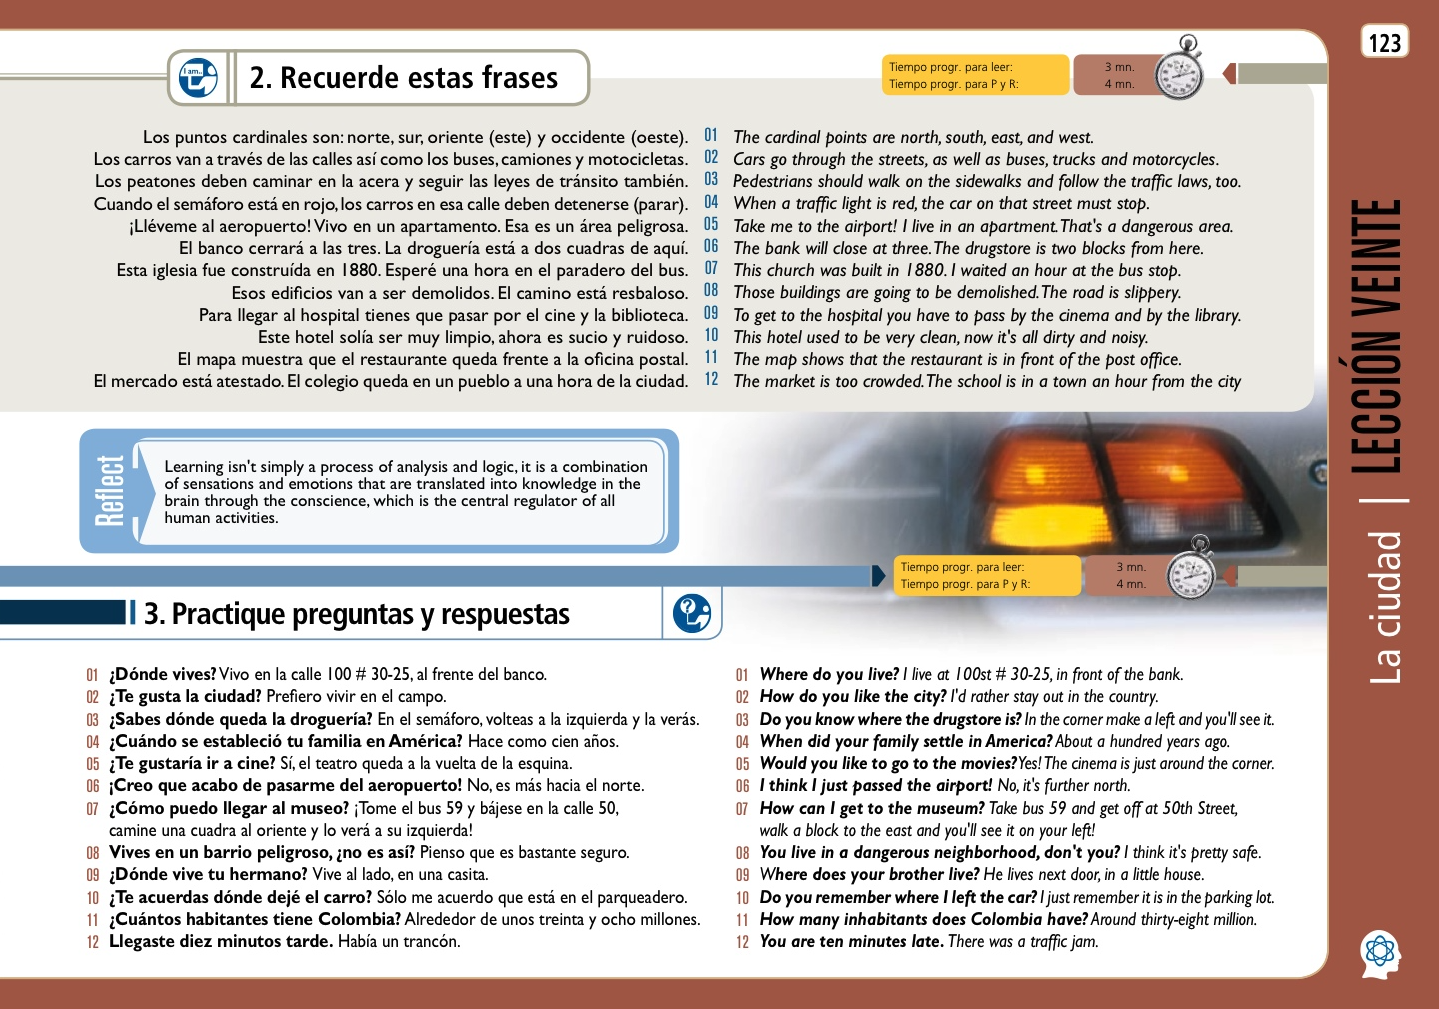 123
I am..
2. Recuerde estas frases
Tiempo progr. para leer: 3 mn.
Tiempo progr. para P y R: 4 mn.
Los puntos cardinales son: norte, sur, oriente (este) y occidente (oeste). 01 The cardinal points are north, south, east, and west.
Los carros van a través de las calles así como los buses, camiones y motocicletas. 02 Cars go through the streets, as well as buses, trucks and motorcycles.
Los peatones deben caminar en la acera y seguir las leyes de tránsito también. 03 Pedestrians should walk on the sidewalks and follow the traffic laws, too.
Cuando el semáforo está en rojo, los carros en esa calle deben detenerse (parar). 04 When a traffic light is red, the car on that street must stop.
¡Lléveme al aeropuerto! Vivo en un apartamento. Esa es un área peligrosa. 05 Take me to the airport! I live in an apartment. That's a dangerous area.
El banco cerrará a las tres. La droguería está a dos cuadras de aquí. 06 The bank will close at three. The drugstore is two blocks from here.
Esta iglesia fue construída en 1880. Esperé una hora en el paradero del bus. 07 This church was built in 1880. I waited an hour at the bus stop.
Esos edificios van a ser demolidos. El camino está resbaloso. 08 Those buildings are going to be demolished. The road is slippery.
Para llegar al hospital tienes que pasar por el cine y la biblioteca. 09 To get to the hospital you have to pass by the cinema and by the library.
Este hotel solía ser muy limpio, ahora es sucio y ruidoso. 10 This hotel used to be very clean, now it's all dirty and noisy.
El mapa muestra que el restaurante queda frente a la oficina postal. 11 The map shows that the restaurant is in front of the post office.
El mercado está atestado. El colegio queda en un pueblo a una hora de la ciudad. 12 The market is too crowded. The school is in a town an hour from the city
Reflect
Learning isn't simply a process of analysis and logic, it is a combination
of sensations and emotions that are translated into knowledge in the
brain through the conscience, which is the central regulator of all
human activities.
Tiempo progr. para leer: 3 mn.
Tiempo progr. para P y R: 4 mn.
3. Practique preguntas y respuestas
?
01 ¿Dónde vives? Vivo en la calle 100 # 30-25, al frente del banco.
02 ¿Te gusta la ciudad? Prefiero vivir en el campo.
03 ¿Sabes dónde queda la droguería? En el semáforo, volteas a la izquierda y la verás.
04 ¿Cuándo se estableció tu familia en América? Hace como cien años.
05 ¿Te gustaría ir a cine? Sí, el teatro queda a la vuelta de la esquina.
06 ¡Creo que acabo de pasarme del aeropuerto! No, es más hacia el norte.
07 ¿Cómo puedo llegar al museo? ¡Tome el bus 59 y bájese en la calle 50,
camine una cuadra al oriente y lo verá a su izquierda!
08 Vives en un barrio peligroso, ¿no es así? Pienso que es bastante seguro.
09 ¿Dónde vive tu hermano? Vive al lado, en una casita.
10 ¿Te acuerdas dónde dejé el carro? Sólo me acuerdo que está en el parqueadero.
11 ¿Cuántos habitantes tiene Colombia? Alrededor de unos treinta y ocho millones.
12 Llegaste diez minutos tarde. Había un trancón.
01 Where do you live? I live at 100st # 30-25, in front of the bank.
02 How do you like the city? I'd rather stay out in the country.
03 Do you know where the drugstore is? In the corner make a left and you'll see it.
04 When did your family settle in America? About a hundred years ago.
05 Would you like to go to the movies? Yes! The cinema is just around the corner.
06 I think I just passed the airport! No, it's further north.
07 How can I get to the museum? Take bus 59 and get off at 50th Street,
walk a block to the east and you'll see it on your left!
08 You live in a dangerous neighborhood, don't you? I think it's pretty safe.
09 Where does your brother live? He lives next door, in a little house.
10 Do you remember where I left the car? I just remember it is in the parking lot.
11 How many inhabitants does Colombia have? Around thirty-eight million.
12 You are ten minutes late. There was a traffic jam.
La ciudad | LECCIÓN VEINTE